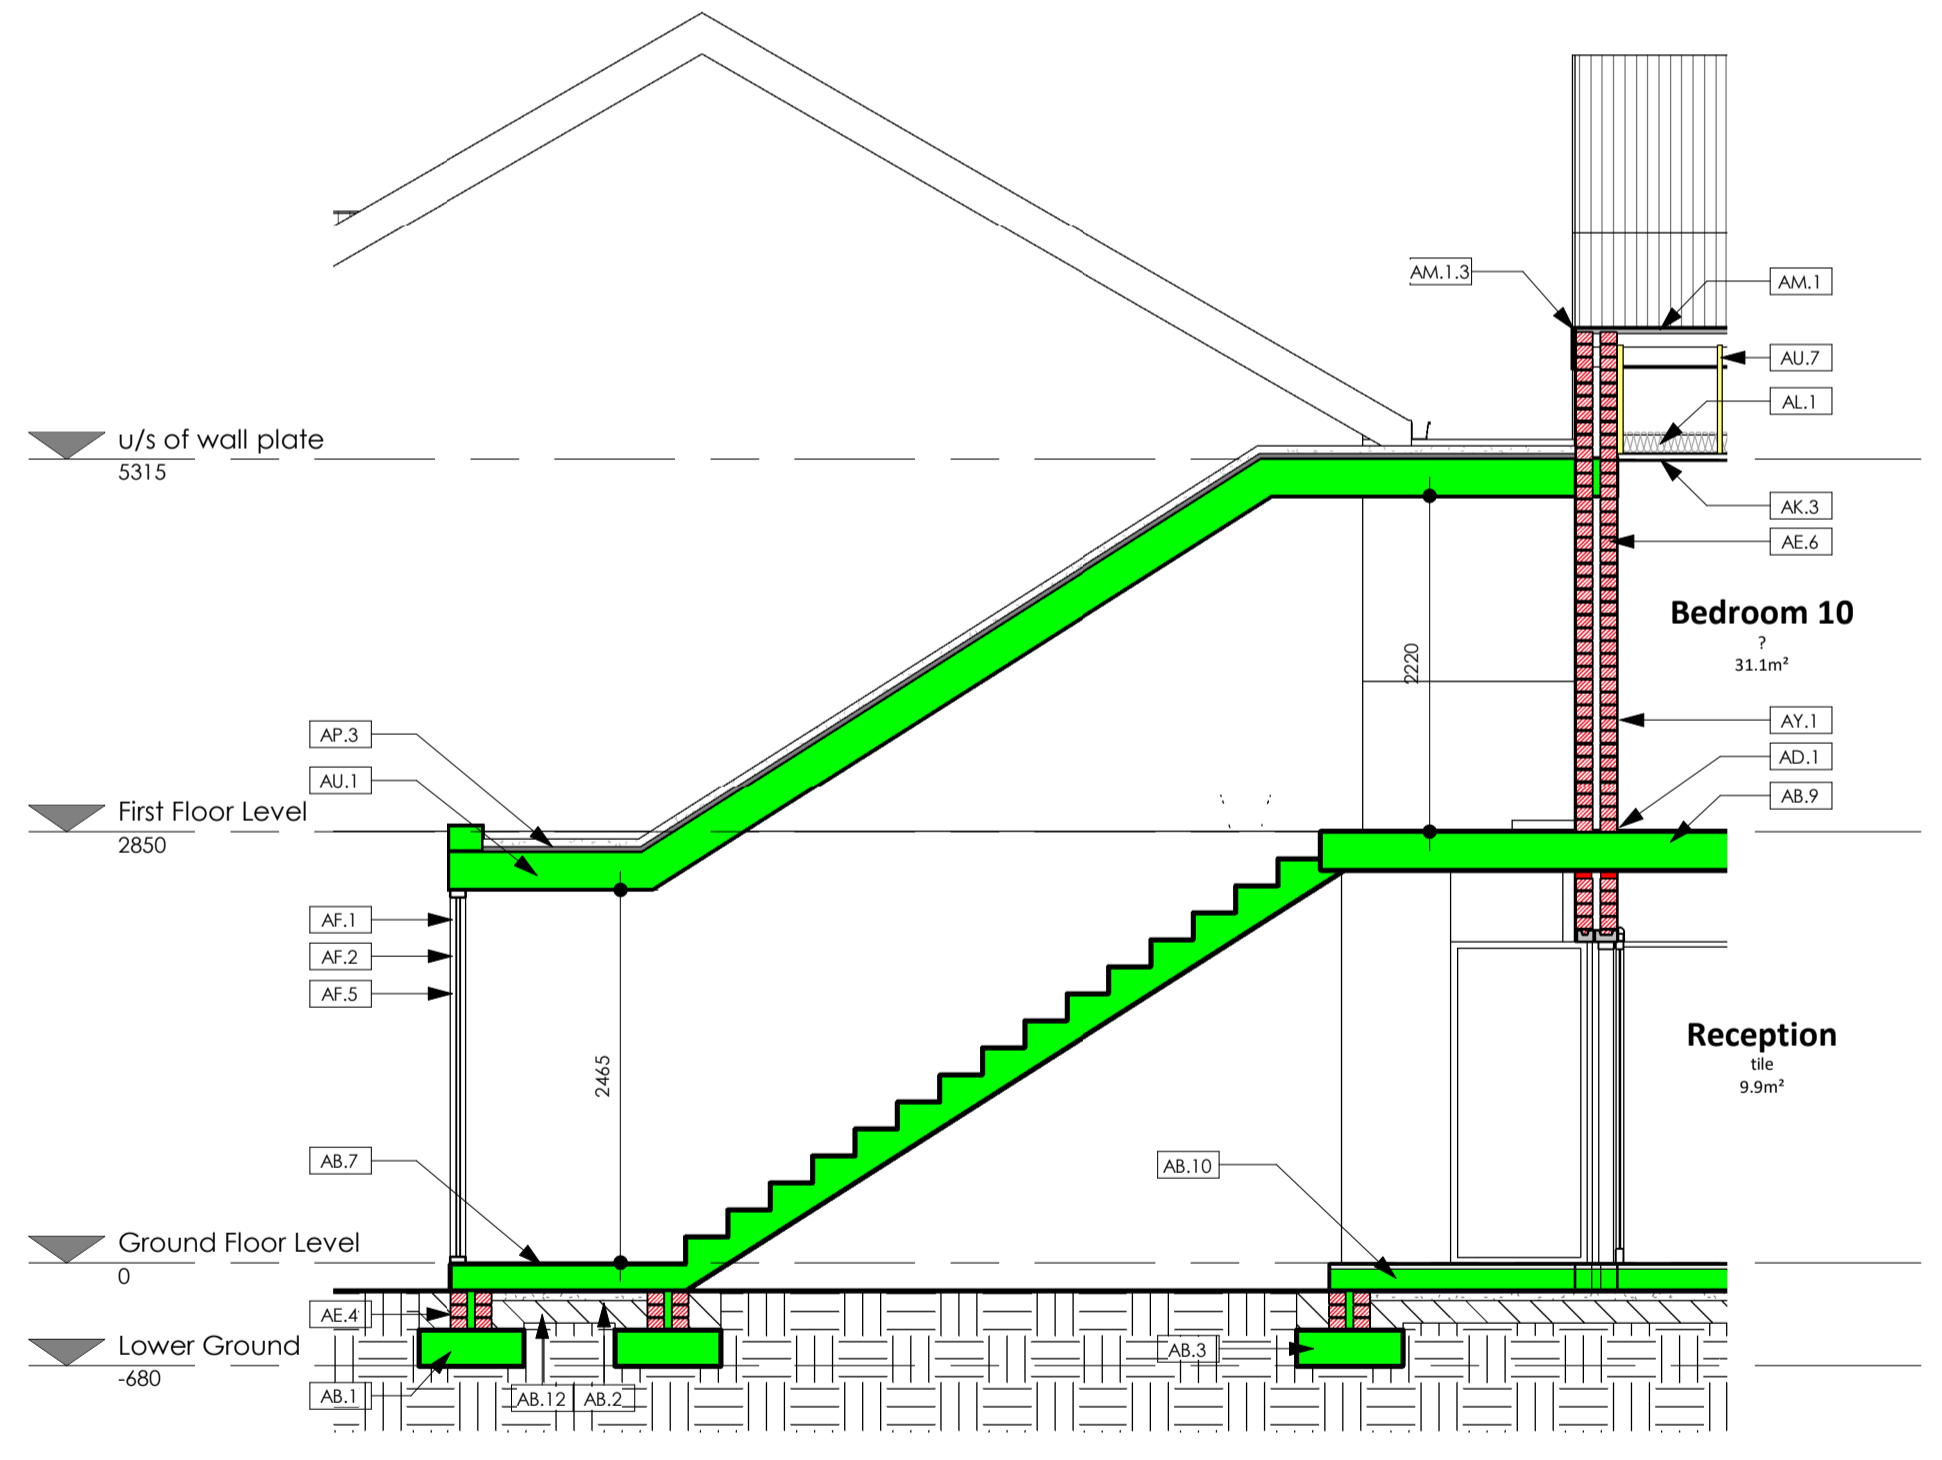 AM.1.3
AM.1
AU.7
AL.1
u/s of wall plate
5315
AK.3
AE.6
Bedroom 10
?
31.1m²
2220
AY.1
AP.3
AD.1
AU.1
AB.9
First Floor Level
2850
AF.1
AF.2
AF.5
Reception
tile
9.9m²
2465
AB.7
AB.10
Ground Floor Level
0
AE.4
Lower Ground
-680
AB.3
AB.1
AB.12
AB.2